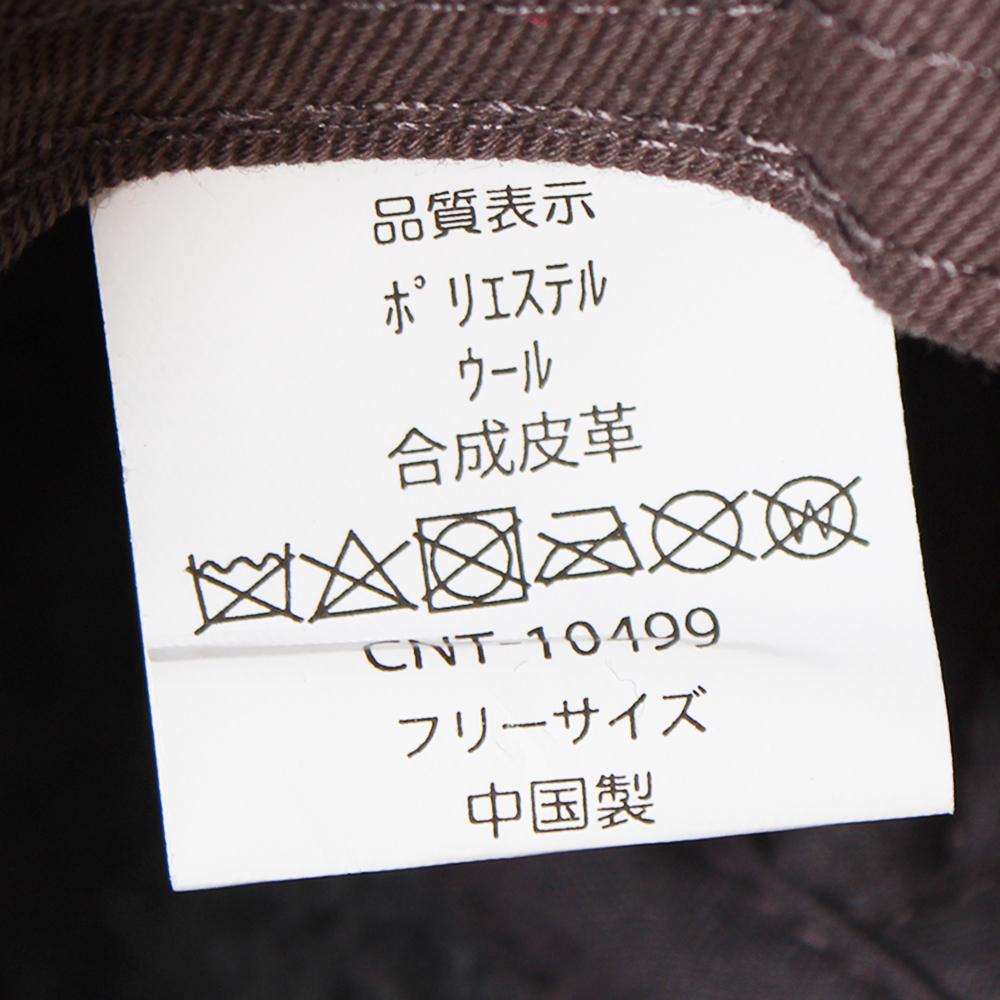 品質表示
ポリエステル
ウール
合成皮革
W
CNT-10499
フリーサイズ
中国製